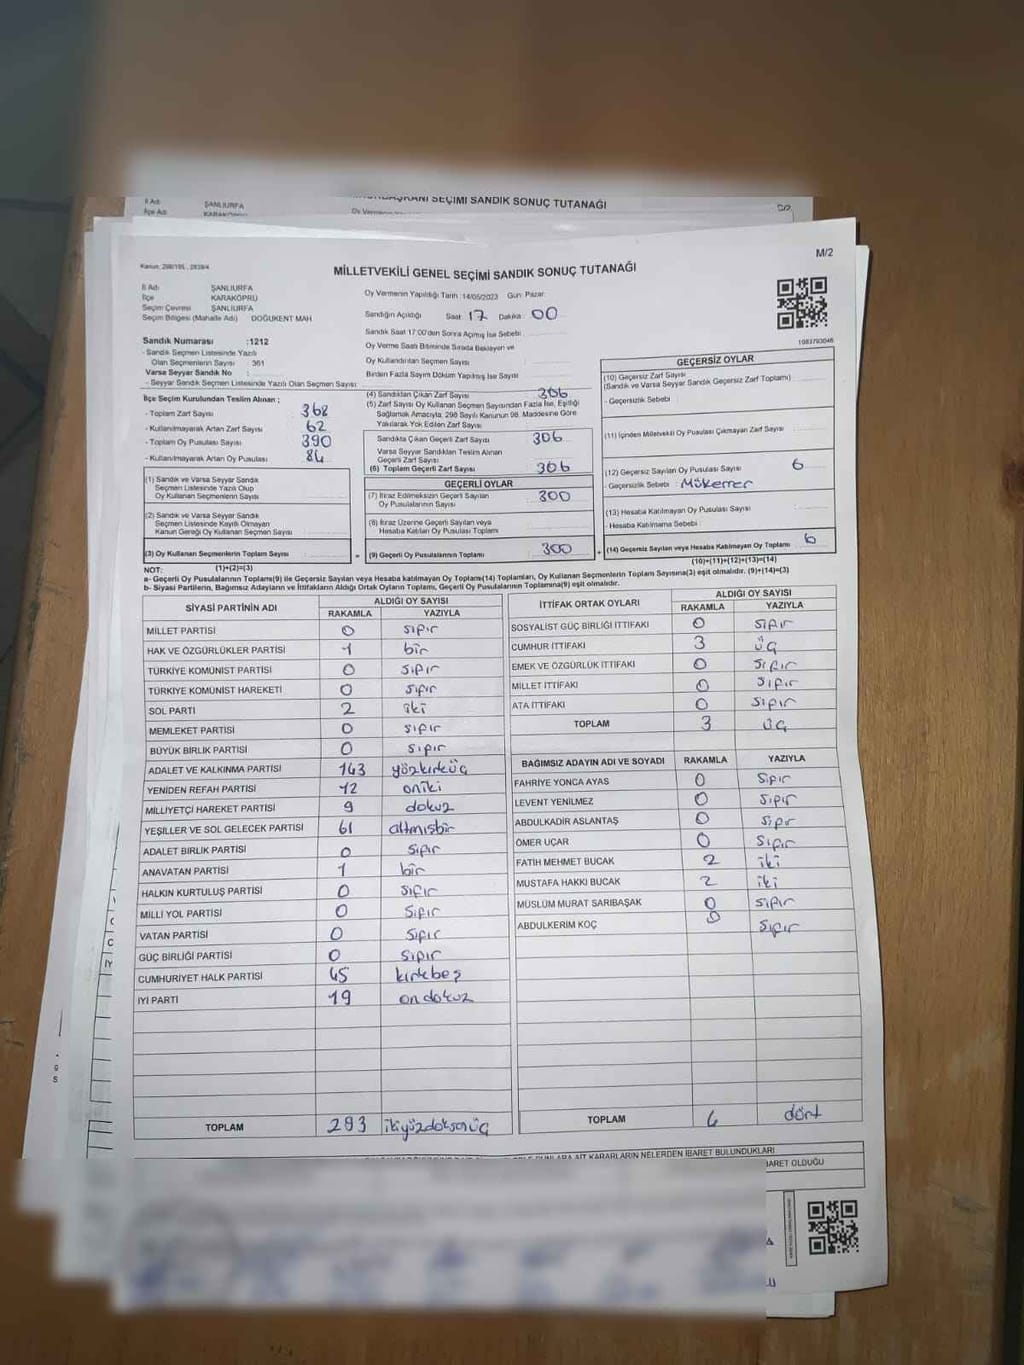 İl Adı ŞANLIURFA
İlçe Adı KARAKÖPRÜ
SEÇİMİ SANDIK SONUÇ TUTANAĞI
M/2
MİLLETVEKİLİ GENEL SEÇİMİ SANDIK SONUÇ TUTANAĞI
İl Adı ŞANLIURFA
İlçe KARAKÖPRÜ
Seçim Çevresi ŞANLIURFA
Seçim Bölgesi (Mahalle Adı) DOĞUKENT MAH
Oy Vermenin Yapıldığı Tarih :14/05/2023 Gün: Pazar
Sandığın Açıldığı Saat: 17 Dakika: 00
Sandık Saat 17:00'den Sonra Açılmış İse Sebebi :
Oy Verme Saati Bitiminde Sırada Bekleyen ve
Oy Kullandırılan Seçmen Sayısı
Birden Fazla Sayım Döküm Yapılmış İse Sayısı
Sandık Numarası :1212
- Sandık Seçmen Listesinde Yazılı
Olan Seçmenlerin Sayısı : 361
Varsa Seyyar Sandık No :
- Seyyar Sandık Seçmen Listesinde Yazılı Olan Seçmen Sayısı:
İlçe Seçim Kurulundan Teslim Alınan :
- Toplam Zarf Sayısı 368
- Kullanılmayarak Artan Zarf Sayısı 62
- Toplam Oy Pusulası Sayısı 390
- Kullanılmayarak Artan Oy Pusulası 84
(1) Sandık ve Varsa Seyyar Sandık
Seçmen Listesinde Yazılı Olup
Oy Kullanan Seçmenlerin Sayısı
(2) Sandık ve Varsa Seyyar Sandık
Seçmen Listesinde Kayıtlı Olmayan
Kanun Gereği Oy Kullanan Seçmen Sayısı
(3) Oy Kullanan Seçmenlerin Toplam Sayısı
(4) Sandıktan Çıkan Zarf Sayısı 306
(5) Zarf Sayısı Oy Kullanan Seçmen Sayısından Fazla İse, Eşitliği
Sağlamak Amacıyla, 298 Sayılı Kanunun 98. Maddesine Göre
Yakılarak Yok Edilen Zarf Sayısı
Sandıkta Çıkan Geçerli Zarf Sayısı 306
Varsa Seyyar Sandıktan Teslim Alınan
Geçerli Zarf Sayısı
(6) Toplam Geçerli Zarf Sayısı 306
GEÇERLİ OYLAR
(7) İtiraz Edilmeksizin Geçerli Sayılan
Oy Pusulalarının Sayısı 300
(8) İtiraz Üzerine Geçerli Sayılan veya
Hesaba Katılan Oy Pusulası Toplamı
= (9) Geçerli Oy Pusulalarının Toplamı 300
1083793046
GEÇERSİZ OYLAR
(10) Geçersiz Zarf Sayısı
(Sandık ve Varsa Seyyar Sandık Geçersiz Zarf Toplamı)
- Geçersizlik Sebebi :
(11) İçinden Milletvekili Oy Pusulası Çıkmayan Zarf Sayısı
(12) Geçersiz Sayılan Oy Pusulası Sayısı 6
- Geçersizlik Sebebi : Mükerrer
(13) Hesaba Katılmayan Oy Pusulası Sayısı
- Hesaba Katılmama Sebebi :
+ (14) Geçersiz Sayılan veya Hesaba Katılmayan Oy Toplamı 6
NOT: (1)+(2)=(3) (10)+(11)+(12)+(13)=(14)
a- Geçerli Oy Pusulalarının Toplamı(9) ile Geçersiz Sayılan veya Hesaba katılmayan Oy Toplam(14) Toplamları, Oy Kullanan Seçmenlerin Toplam Sayısına(3) eşit olmalıdır. (9)+(14)=(3)
b- Siyasi Partilerin, Bağımsız Adayların ve İttifakların Aldığı Ortak Oyların Toplamı, Geçerli Oy Pusulalarının Toplamına(9) eşit olmalıdır.
SİYASİ PARTİNİN ADI ALDIĞI OY SAYISI
RAKAMLA YAZIYLA
MİLLET PARTİSİ 0 sıfır
HAK VE ÖZGÜRLÜKLER PARTİSİ 1 bir
TÜRKİYE KOMÜNİST PARTİSİ 0 sıfır
TÜRKİYE KOMÜNİST HAREKETİ 0 sıfır
SOL PARTİ 2 iki
MEMLEKET PARTİSİ 0 sıfır
BÜYÜK BİRLİK PARTİSİ 0 sıfır
ADALET VE KALKINMA PARTİSİ 143 yüzkırküç
YENİDEN REFAH PARTİSİ 12 oniki
MİLLİYETÇİ HAREKET PARTİSİ 9 dokuz
YEŞİLLER VE SOL GELECEK PARTİSİ 61 altmışbir
ADALET BİRLİK PARTİSİ 0 sıfır
ANAVATAN PARTİSİ 1 bir
HALKIN KURTULUŞ PARTİSİ 0 sıfır
MİLLİ YOL PARTİSİ 0 sıfır
VATAN PARTİSİ 0 sıfır
GÜÇ BİRLİĞİ PARTİSİ 0 sıfır
CUMHURİYET HALK PARTİSİ 45 kırkbeş
İYİ PARTİ 19 ondokuz
TOPLAM 293 ikiyüzdoksanüç
İTTİFAK ORTAK OYLARI ALDIĞI OY SAYISI
RAKAMLA YAZIYLA
SOSYALİST GÜÇ BİRLİĞİ İTTİFAKI 0 sıfır
CUMHUR İTTİFAKI 3 üç
EMEK VE ÖZGÜRLÜK İTTİFAKI 0 sıfır
MİLLET İTTİFAKI 0 sıfır
ATA İTTİFAKI 0 sıfır
TOPLAM 3 üç
BAĞIMSIZ ADAYIN ADI VE SOYADI RAKAMLA YAZIYLA
FAHRİYE YONCA AYAS 0 sıfır
LEVENT YENİLMEZ 0 sıfır
ABDULKADİR ASLANTAŞ 0 sıfır
ÖMER UÇAR 0 sıfır
FATİH MEHMET BUCAK 2 iki
MUSTAFA HAKKI BUCAK 2 iki
MÜSLÜM MURAT SARIBAŞAK 0 sıfır
ABDULKERİM KOÇ 0 sıfır
TOPLAM 4 dört
KARARLARIN NELERDEN İBARET BULUNDUKLARI
İBARET OLDUĞU